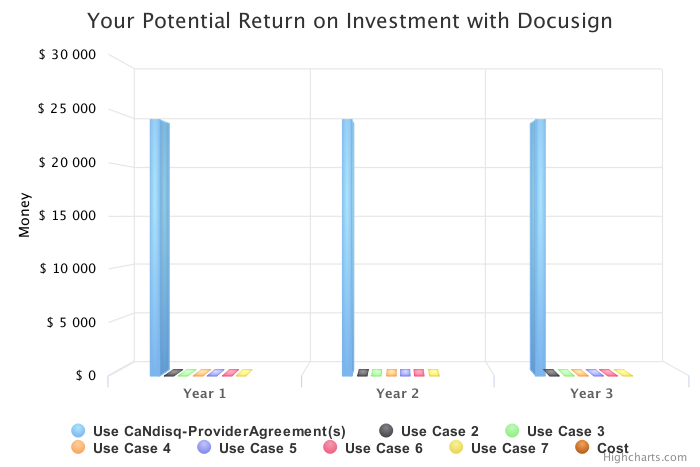 Your Potential Return on Investment with Docusign
$ 30 000
$ 25 000
$ 20 000
$ 15 000
$ 10 000
$ 5 000
$ 0
Money
Year 1
Year 2
Year 3
Use CaNdisq-ProviderAgreement(s)
Use Case 2
Use Case 3
Use Case 4
Use Case 5
Use Case 6
Use Case 7
Cost
Highcharts.com